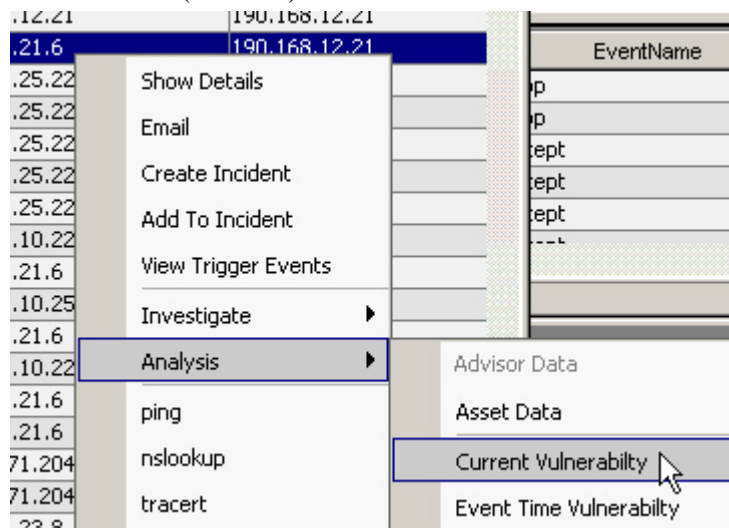 .12.21 190.168.12.21
.21.6 190.168.12.21
EventName
.25.22
Show Details
.25.22
Email
.25.22
tept
.25.22
Create Incident
tept
.25.22
Add To Incident
tept
.10.22
.21.6
View Trigger Events
.10.25
Investigate
.21.6
.10.22
Analysis
Advisor Data
.21.6
ping
Asset Data
.21.6
71.204
nslookup
Current Vulnerabilty
71.204
tracert
Event Time Vulnerabilty